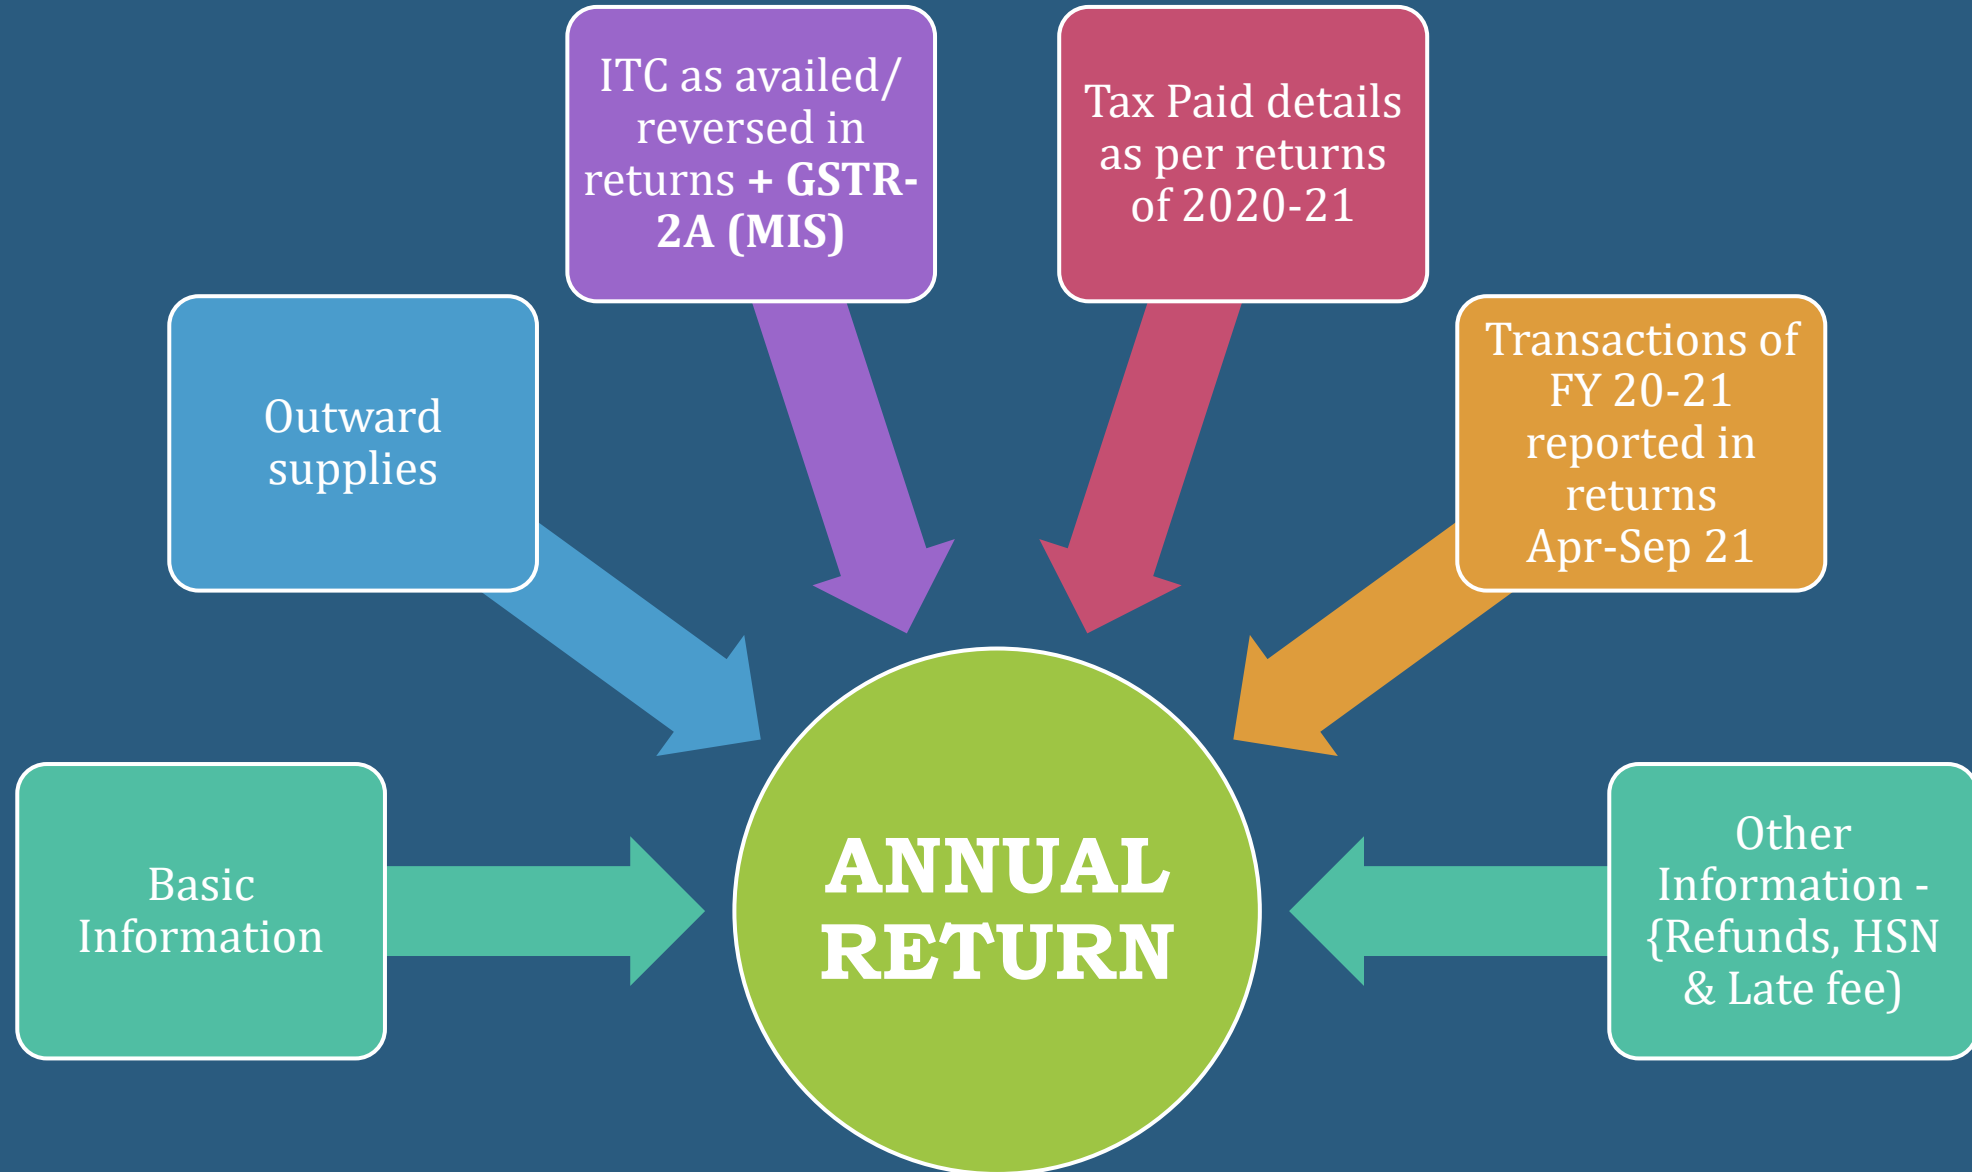 ITC as availed/
reversed in
returns + GSTR-
2A (MIS)
Tax Paid details
as per returns
of 2020-21
Outward
supplies
Transactions of
FY 20-21
reported in
returns
Apr-Sep 21
Basic
Information
ANNUAL
RETURN
Other
Information -
{Refunds, HSN
& Late fee)